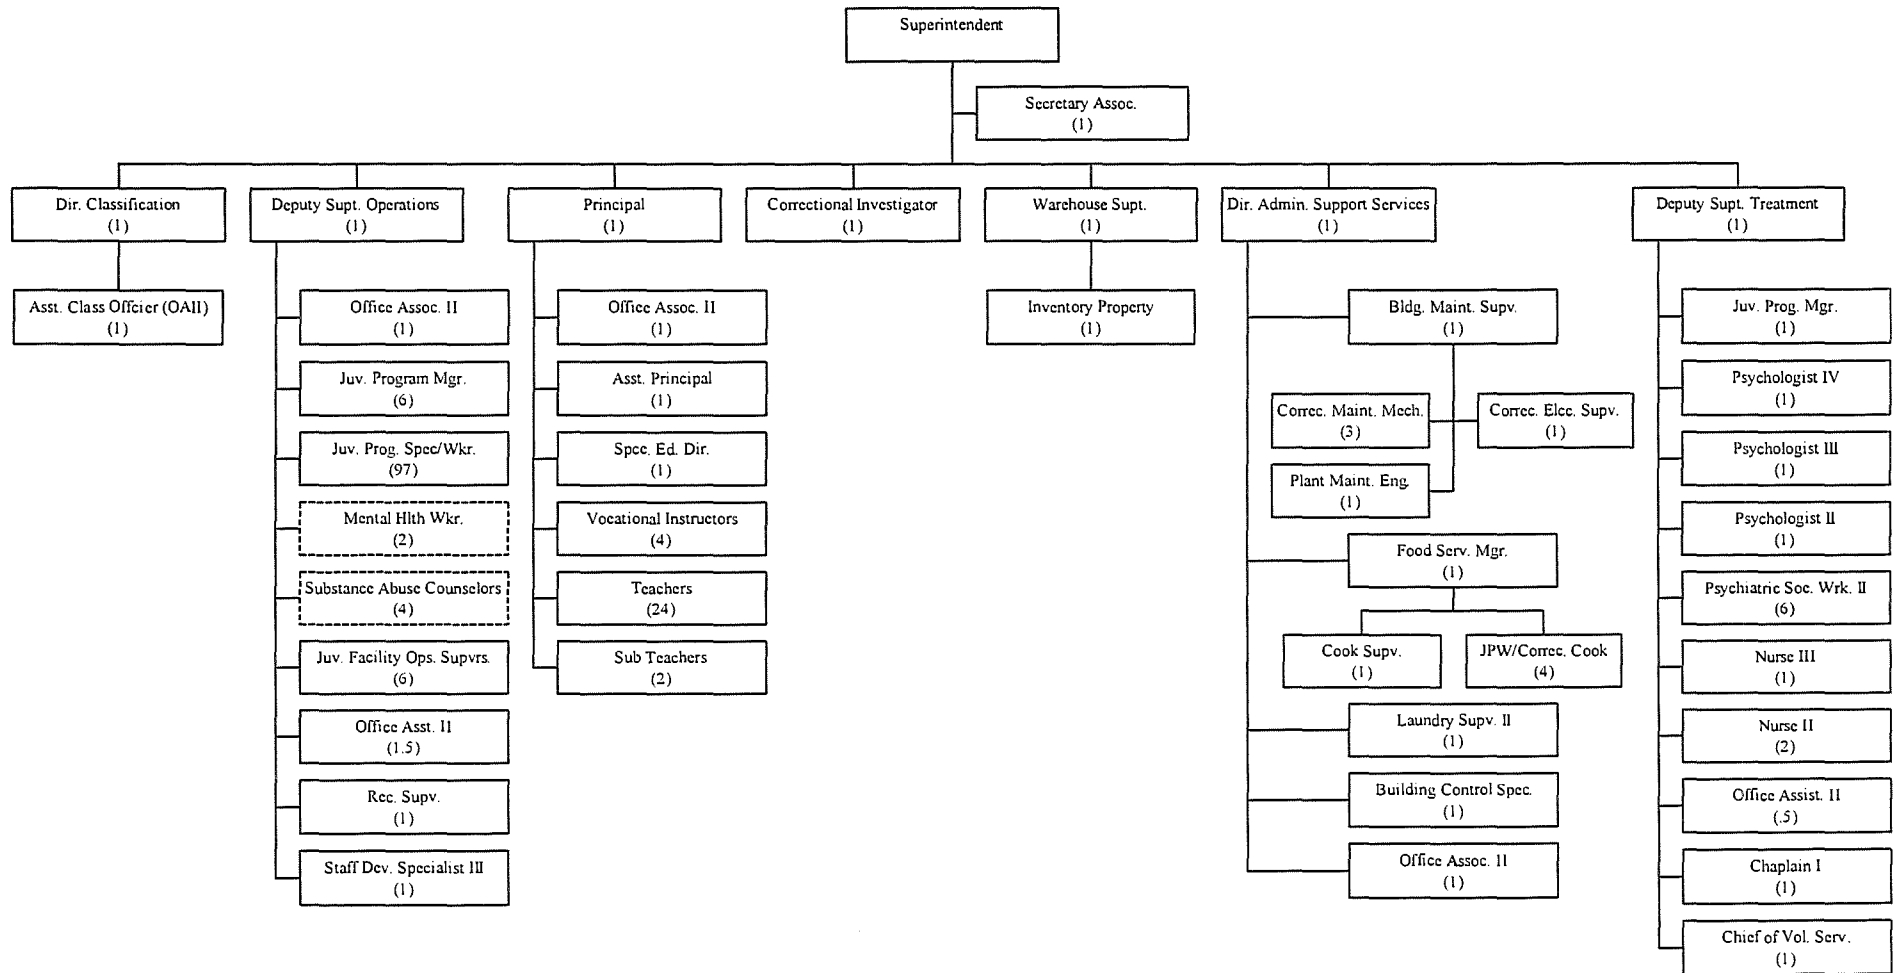 Superintendent
Secretary Assoc.
(1)
Dir. Classification
(1)
Deputy Supt. Operations
(1)
Principal
(1)
Correctional Investigator
(1)
Warehouse Supt.
(1)
Dir. Admin. Support Services
(1)
Deputy Supt. Treatment
(1)
Asst. Class Offcier (OAII)
(1)
Office Assoc. II
(1)
Juv. Program Mgr.
(6)
Juv. Prog. Spec/Wkr.
(97)
Mental Hlth Wkr.
(2)
Substance Abuse Counselors
(4)
Juv. Facility Ops. Supvrs.
(6)
Office Asst. II
(1.5)
Rec. Supv.
(1)
Staff Dev. Specialist III
(1)
Office Assoc. II
(1)
Asst. Principal
(1)
Spec. Ed. Dir.
(1)
Vocational Instructors
(4)
Teachers
(24)
Sub Teachers
(2)
Inventory Property
(1)
Bldg. Maint. Supv.
(1)
Correc. Maint. Mech.
(3)
Correc. Elec. Supv.
(1)
Plant Maint. Eng.
(1)
Food Serv. Mgr.
(1)
Cook Supv.
(1)
JPW/Correc. Cook
(4)
Laundry Supv. II
(1)
Building Control Spec.
(1)
Office Assoc. II
(1)
Juv. Prog. Mgr.
(1)
Psychologist IV
(1)
Psychologist III
(1)
Psychologist II
(1)
Psychiatric Soc. Wrk. II
(6)
Nurse III
(1)
Nurse II
(2)
Office Assist. II
(.5)
Chaplain I
(1)
Chief of Vol. Serv.
(1)